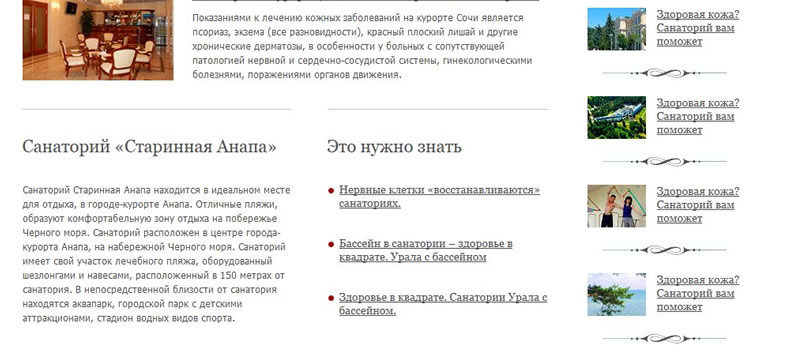 Показаниями к лечению кожных заболеваний на курорте Сочи является
псориаз, экзема (все разновидности), красный плоский лишай и другие
хронические дерматозы, в особенности у больных с сопутствующей
патологией нервной и сердечно-сосудистой системы, гинекологическими
болезнями, поражениями органов движения.
Санаторий «Старинная Анапа»
Санаторий Старинная Анапа находится в идеальном месте
для отдыха, в городе-курорте Анапа. Отличные пляжи,
образуют комфортабельную зону отдыха на побережье
Черного моря. Санаторий расположен в центре города-
курорта Анапа, на набережной Черного моря. Санаторий
имеет свой участок лечебного пляжа, оборудованный
шезлонгами и навесами, расположенный в 150 метрах от
санатория. В непосредственной близости от санатория
находятся аквапарк, городской парк с детскими
аттракционами, стадион водных видов спорта.
Это нужно знать
Нервные клетки «восстанавливаются»
санаториях.
Бассейн в санатории – здоровье в
квадрате. Урала с бассейном
Здоровье в квадрате. Санатории Урала с
бассейном.
Здоровая кожа?
Санаторий вам
поможет
Здоровая кожа?
Санаторий вам
поможет
Здоровая кожа?
Санаторий вам
поможет
Здоровая кожа?
Санаторий вам
поможет